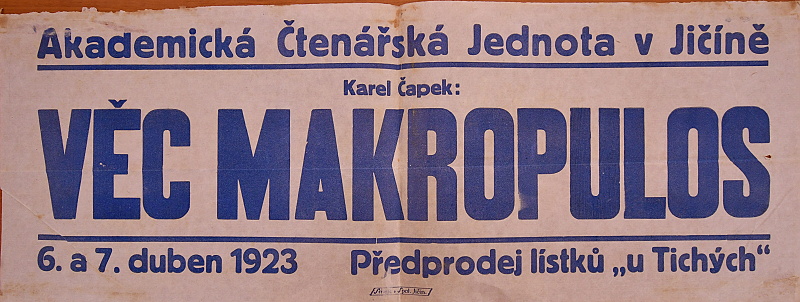 Akademická Čtenářská Jednota v Jičíně
Karel Čapek:
VĚC MAKROPULOS
6. a 7. duben 1923 Předprodej lístků „u Tichých“